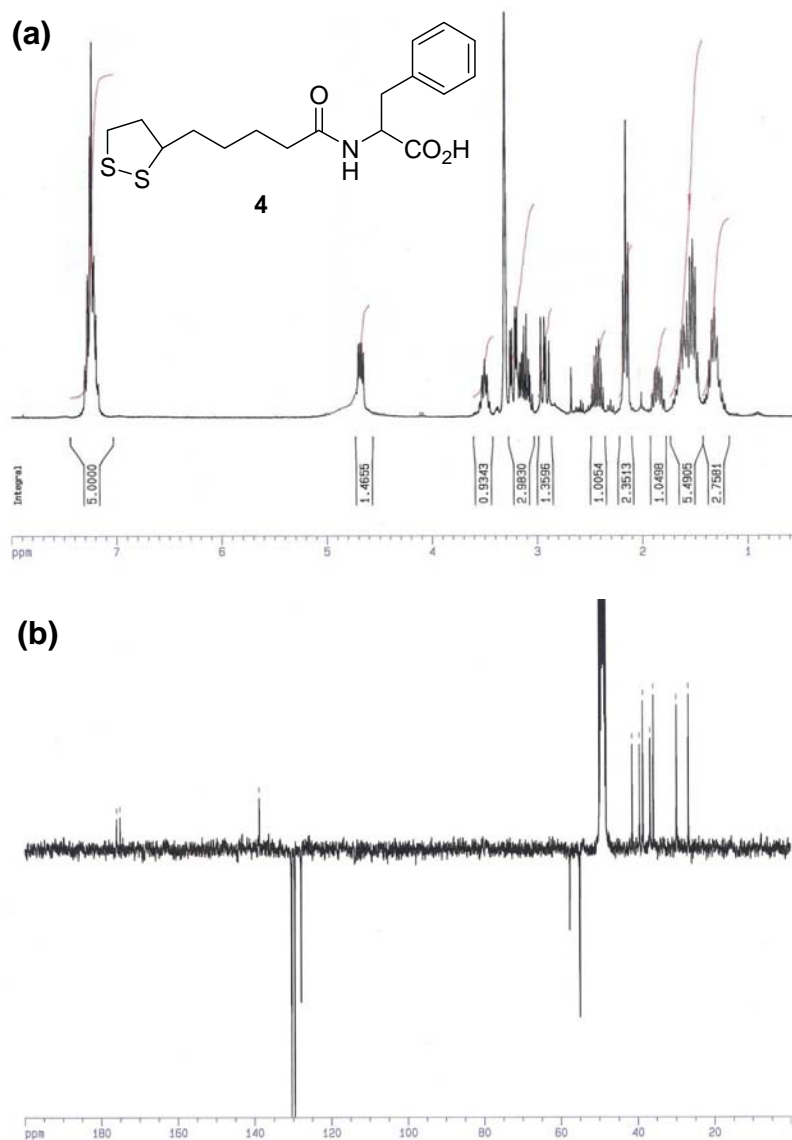 (a)
O
N
H
CO2H
S
S
4
Integral
5.0000
1.4655
0.9343
2.9830
1.3596
1.0054
2.3513
1.0498
5.4905
2.7581
ppm 7 5 4 3 2 1
(b)
ppm 180 160 140 120 100 80 60 40 20